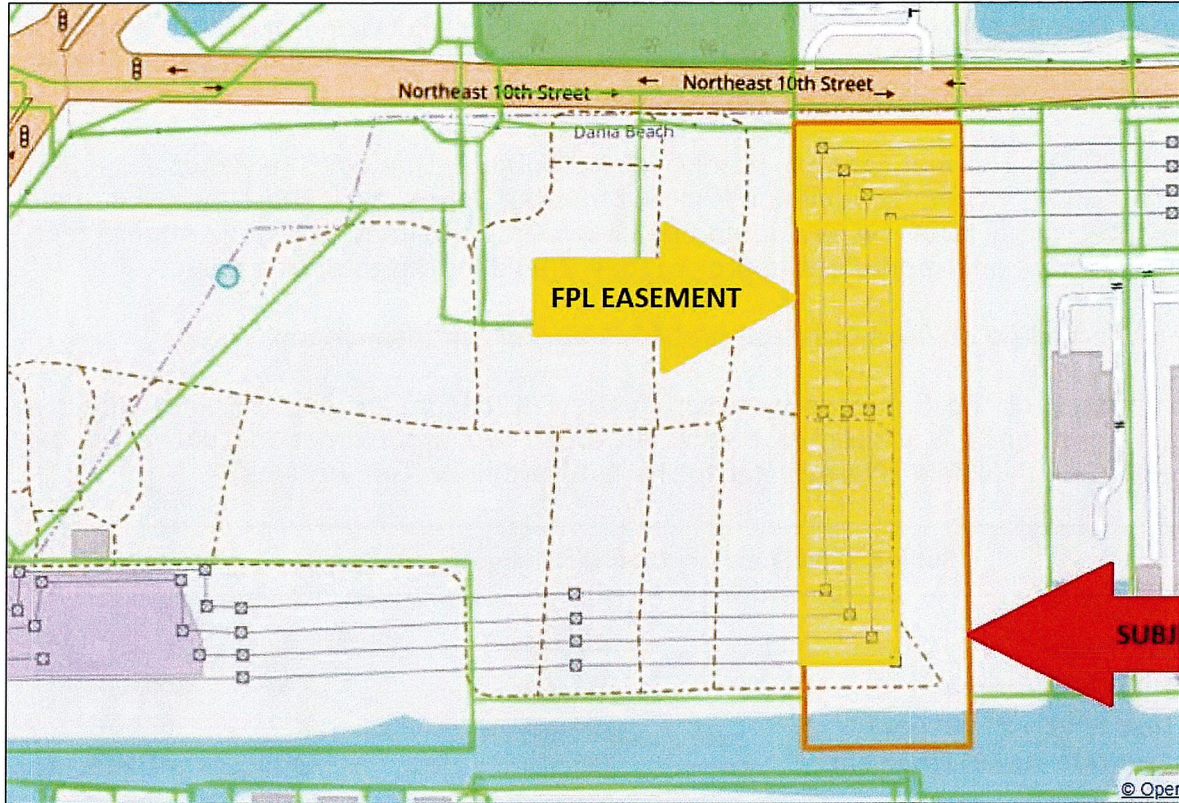 Northeast 10th Street
Northeast 10th Street
Dania Beach
FPL EASEMENT
SUBJ
© Oper